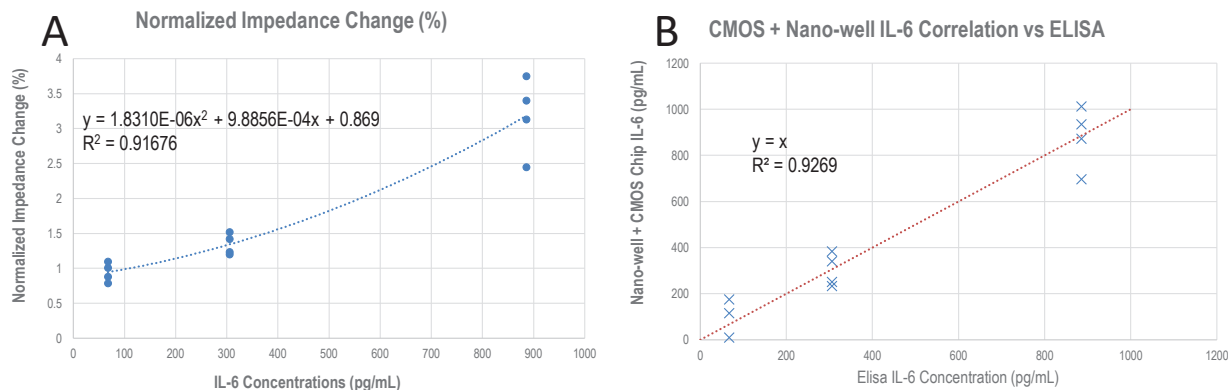 A
Normalized Impedance Change (%)
Normalized Impedance Change (%)
4
3.5
3
2.5
2
1.5
1
0.5
0
y = 1.8310E-06x² + 9.8856E-04x + 0.869
R² = 0.91676
0 100 200 300 400 500 600 700 800 900 1000
IL-6 Concentrations (pg/mL)
B
CMOS + Nano-well IL-6 Correlation vs ELISA
Nano-well + CMOS Chip IL-6 (pg/mL)
1200
1000
800
600
400
200
0
y = x
R² = 0.9269
0 200 400 600 800 1000 1200
Elisa IL-6 Concentration (pg/mL)